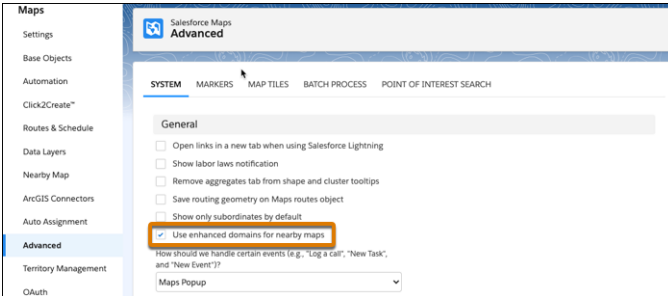 Maps
Settings
Base Objects
Automation
Click2Create™
Routes & Schedule
Data Layers
Nearby Map
ArcGIS Connectors
Auto Assignment
Advanced
Territory Management
OAuth
Salesforce Maps
Advanced
SYSTEM MARKERS MAP TILES BATCH PROCESS POINT OF INTEREST SEARCH
General
Open links in a new tab when using Salesforce Lightning
Show labor laws notification
Remove aggregates tab from shape and cluster tooltips
Save routing geometry on Maps routes object
Show only subordinates by default
Use enhanced domains for nearby maps
How should we handle certain events (e.g., "Log a call", "New Task",
and "New Event")?
Maps Popup